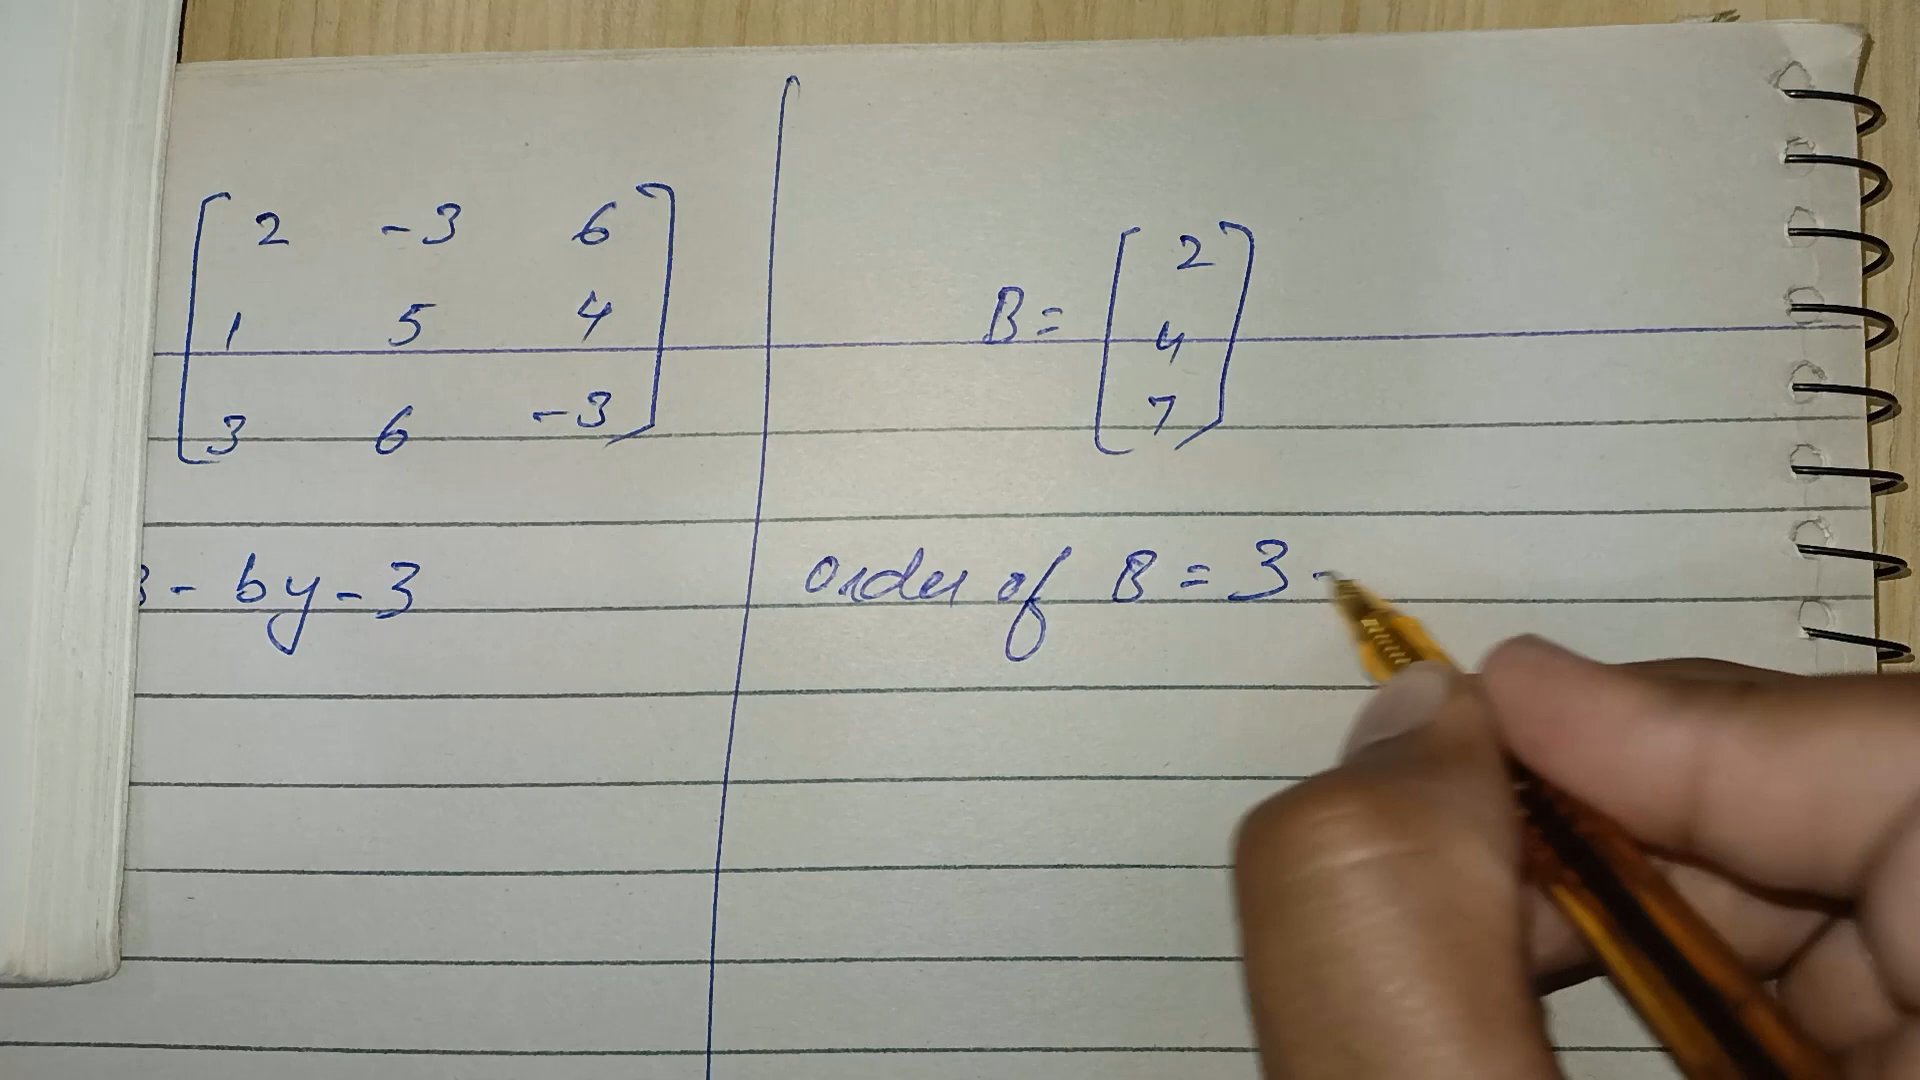 2 -3 6
1 5 4
3 6 -3
- by - 3
B = 2
4
7
Order of B = 3 -